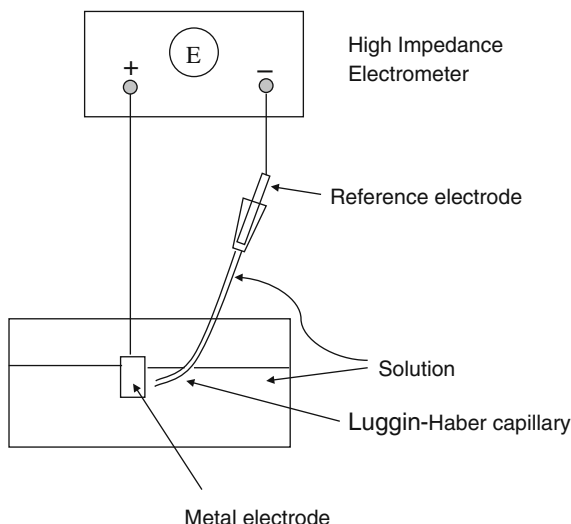 High Impedance
Electrometer
E
+
−
Reference electrode
Solution
Luggin-Haber capillary
Metal electrode